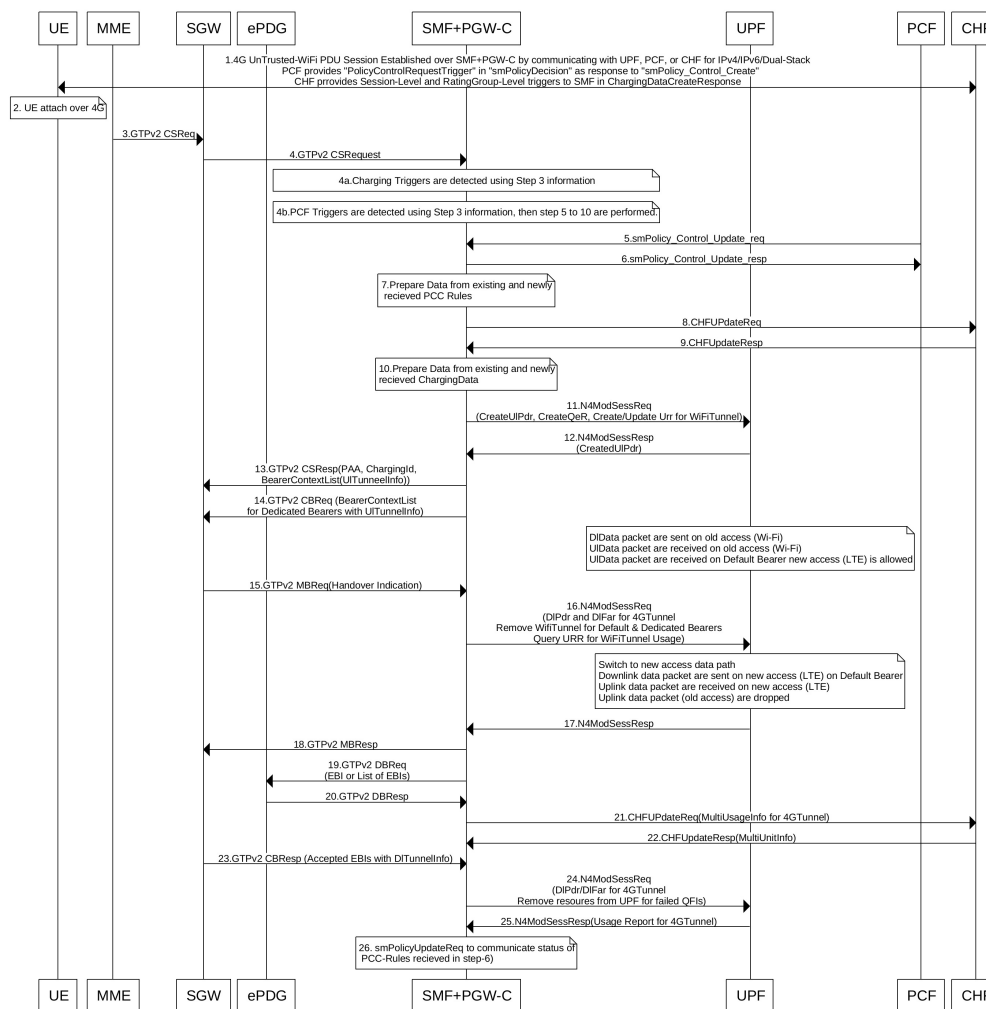 UE MME SGW ePDG SMF+PGW-C UPF PCF CHF
1.4G UnTrusted-WiFi PDU Session Established over SMF+PGW-C by communicating with UPF, PCF, or CHF for IPv4/IPv6/Dual-Stack
PCF provides "PolicyControlRequestTrigger" in "smPolicyDecision" as response to "smPolicy_Control_Create"
CHF prrovides Session-Level and RatingGroup-Level triggers to SMF in ChargingDataCreateResponse
2. UE attach over 4G
3.GTPv2 CSReq
4.GTPv2 CSRequest
4a.Charging Triggers are detected using Step 3 information
4b.PCF Triggers are detected using Step 3 information, then step 5 to 10 are performed.
5.smPolicy_Control_Update_req
6.smPolicy_Control_Update_resp
7.Prepare Data from existing and newly
recieved PCC Rules
8.CHFUPdateReq
9.CHFUpdateResp
10.Prepare Data from existing and newly
recieved ChargingData
11.N4ModSessReq
(CreateUlPdr, CreateQeR, Create/Update Urr for WiFiTunnel)
12.N4ModSessResp
(CreatedUlPdr)
13.GTPv2 CSResp(PAA, ChargingId,
BearerContextList(UlTunneelInfo))
14.GTPv2 CBReq (BearerContextList
for Dedicated Bearers with UlTunnelInfo)
DlData packet are sent on old access (Wi-Fi)
UlData packet are received on old access (Wi-Fi)
UlData packet are received on Default Bearer new access (LTE) is allowed
15.GTPv2 MBReq(Handover Indication)
16.N4ModSessReq
(DlPdr and DlFar for 4GTunnel
Remove WifiTunnel for Default & Dedicated Bearers
Query URR for WiFiTunnel Usage)
Switch to new access data path
Downlink data packet are sent on new access (LTE) on Default Bearer
Uplink data packet are received on new access (LTE)
Uplink data packet (old access) are dropped
17.N4ModSessResp
18.GTPv2 MBResp
19.GTPv2 DBReq
(EBI or List of EBIs)
20.GTPv2 DBResp
21.CHFUPdateReq(MultiUsageInfo for 4GTunnel)
22.CHFUpdateResp(MultiUnitInfo)
23.GTPv2 CBResp (Accepted EBIs with DlTunnelInfo)
24.N4ModSessReq
(DlPdr/DlFar for 4GTunnel
Remove resoures from UPF for failed QFIs)
25.N4ModSessResp(Usage Report for 4GTunnel)
26. smPolicyUpdateReq to communicate status of
PCC-Rules recieved in step-6)
UE MME SGW ePDG SMF+PGW-C UPF PCF CHF